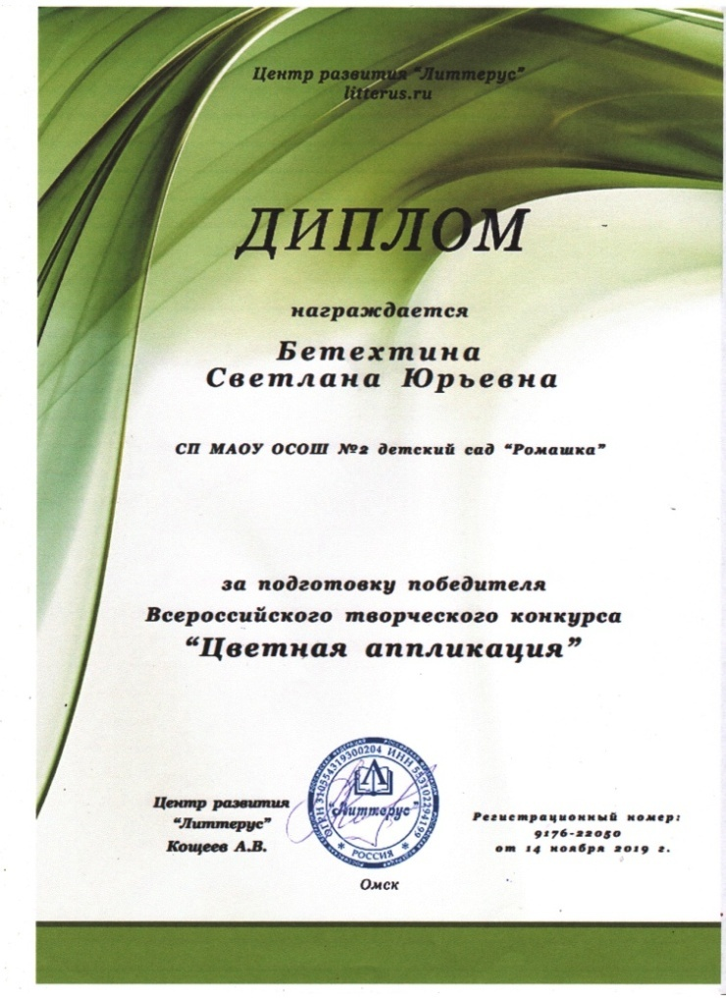 Центр развития "Литтерус"
litterus.ru
ДИПЛОМ
награждается
Бетехтина
Светлана Юрьевна
СП МАОУ ОСОШ №2 детский сад "Ромашка"
за подготовку победителя
Всероссийского творческого конкурса
"Цветная аппликация"
Центр развития
"Литтерус"
Кощеев А.В.
ОГРН 310554319300204 ИНН 553102294199
"Литтерус"
* РОССИЯ *
Регистрационный номер:
9176-22050
от 14 ноября 2019 г.
Омск